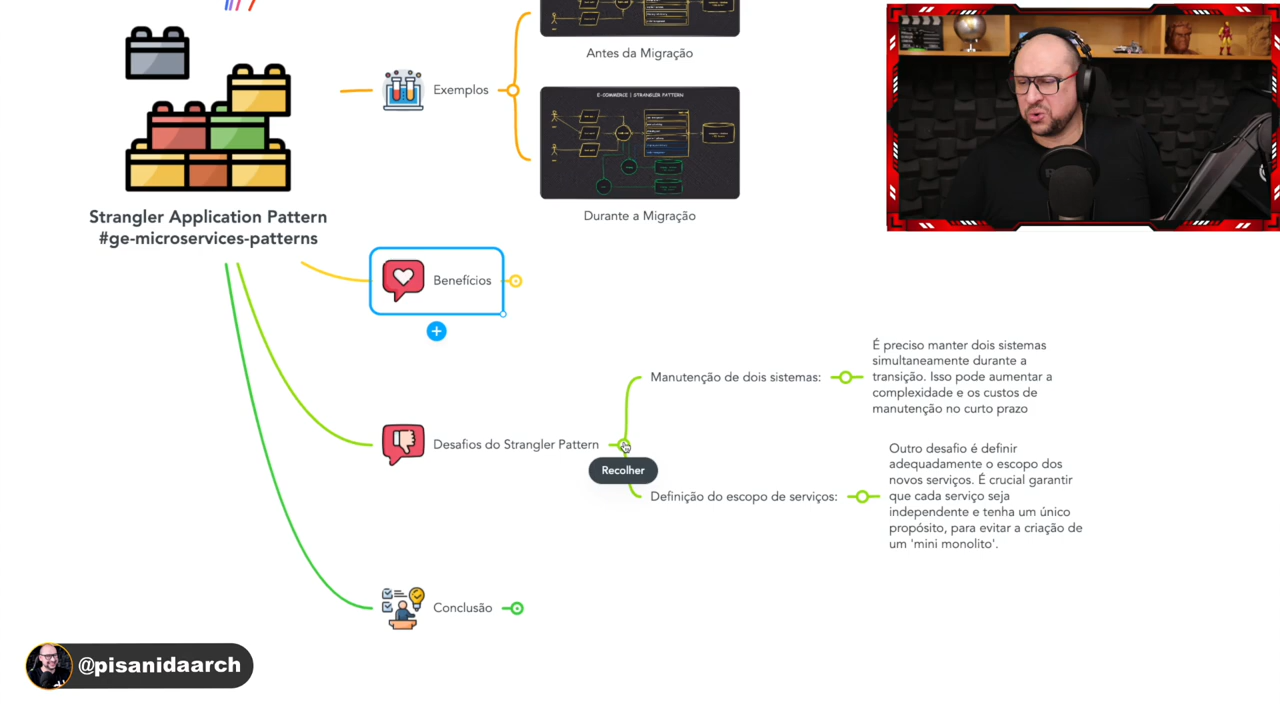 Exemplos
Antes da Migração
E-COMMERCE | STRANGLER PATTERN
Durante a Migração
Strangler Application Pattern
#ge-microservices-patterns
Benefícios
+
Desafios do Strangler Pattern
Recolher
Manutenção de dois sistemas:
É preciso manter dois sistemas
simultaneamente durante a
transição. Isso pode aumentar a
complexidade e os custos de
manutenção no curto prazo
Definição do escopo de serviços:
Outro desafio é definir
adequadamente o escopo dos
novos serviços. É crucial garantir
que cada serviço seja
independente e tenha um único
propósito, para evitar a criação de
um 'mini monolito'.
Conclusão
@pisanidaarch